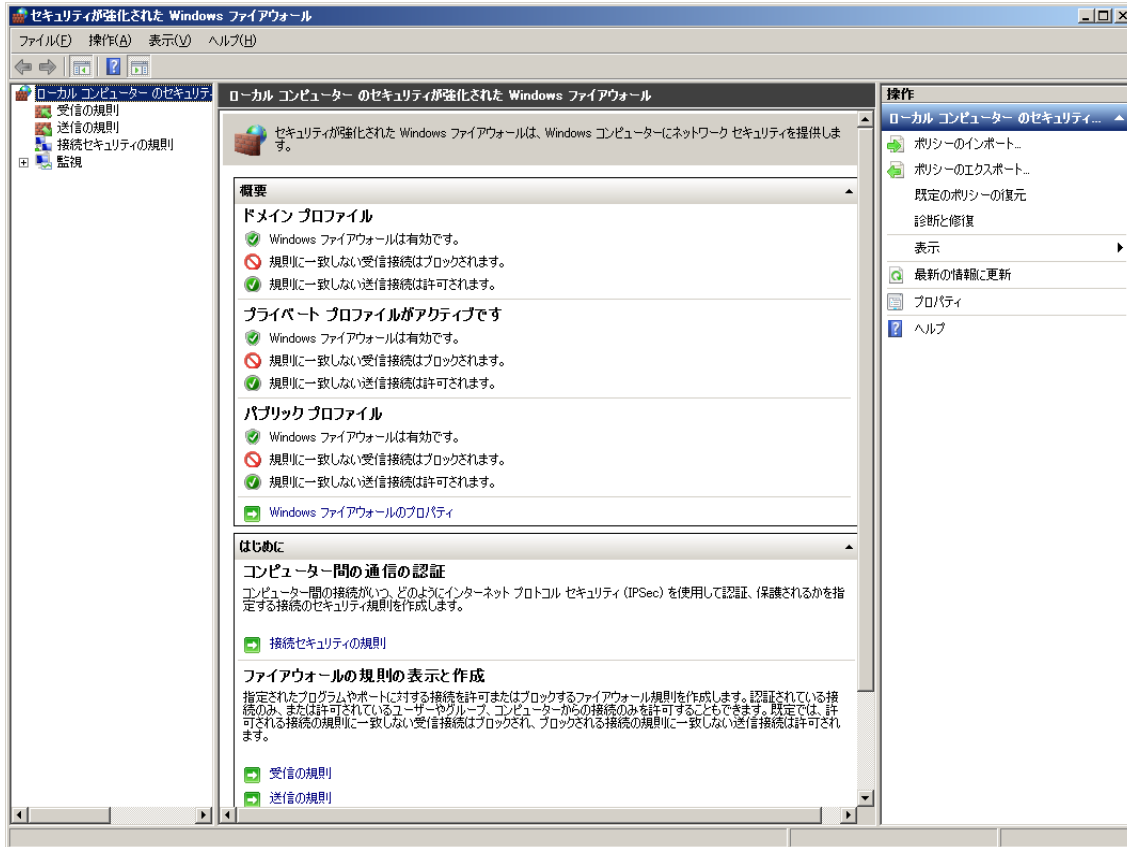 セキュリティが強化された Windows ファイアウォール
ファイル(F) 操作(A) 表示(V) ヘルプ(H)
ローカル コンピューター のセキュリティ
受信の規則
送信の規則
接続セキュリティの規則
監視
ローカル コンピューター のセキュリティが強化された Windows ファイアウォール
セキュリティが強化された Windows ファイアウォールは、Windows コンピューターにネットワーク セキュリティを提供しま
す。
概要
ドメイン プロファイル
Windows ファイアウォールは有効です。
規則に一致しない受信接続はブロックされます。
規則に一致しない送信接続は許可されます。
プライベート プロファイルがアクティブです
Windows ファイアウォールは有効です。
規則に一致しない受信接続はブロックされます。
規則に一致しない送信接続は許可されます。
パブリック プロファイル
Windows ファイアウォールは有効です。
規則に一致しない受信接続はブロックされます。
規則に一致しない送信接続は許可されます。
Windows ファイアウォールのプロパティ
はじめに
コンピューター間の通信の認証
コンピューター間の接続がいつ、どのようにインターネット プロトコル セキュリティ (IPSec) を使用して認証、保護されるかを指
定する接続のセキュリティ規則を作成します。
接続セキュリティの規則
ファイアウォールの規則の表示と作成
指定されたプログラムやポートに対する接続を許可またはブロックするファイアウォール規則を作成します。認証されている接
続のみ、または許可されているユーザーやグループ、コンピューターからの接続のみを許可することもできます。既定では、許
可される接続の規則に一致しない受信接続はブロックされ、ブロックされる接続の規則に一致しない送信接続は許可され
ます。
受信の規則
送信の規則
操作
ローカル コンピューター のセキュリティ...
ポリシーのインポート...
ポリシーのエクスポート...
既定のポリシーの復元
診断と修復
表示
最新の情報に更新
プロパティ
ヘルプ